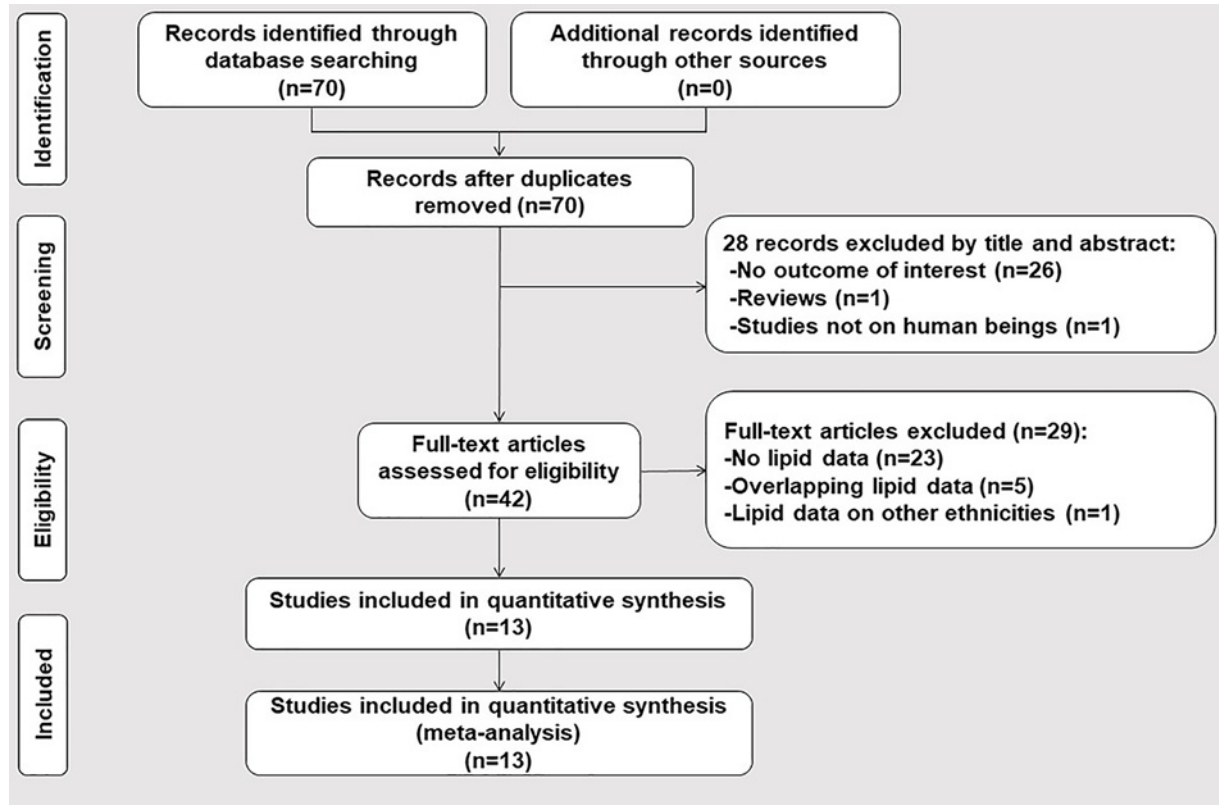 Identification
Records identified through
database searching
(n=70)
Additional records identified
through other sources
(n=0)
Records after duplicates
removed (n=70)
Screening
28 records excluded by title and abstract:
-No outcome of interest (n=26)
-Reviews (n=1)
-Studies not on human beings (n=1)
Eligibility
Full-text articles
assessed for eligibility
(n=42)
Full-text articles excluded (n=29):
-No lipid data (n=23)
-Overlapping lipid data (n=5)
-Lipid data on other ethnicities (n=1)
Included
Studies included in quantitative synthesis
(n=13)
Studies included in quantitative synthesis
(meta-analysis)
(n=13)